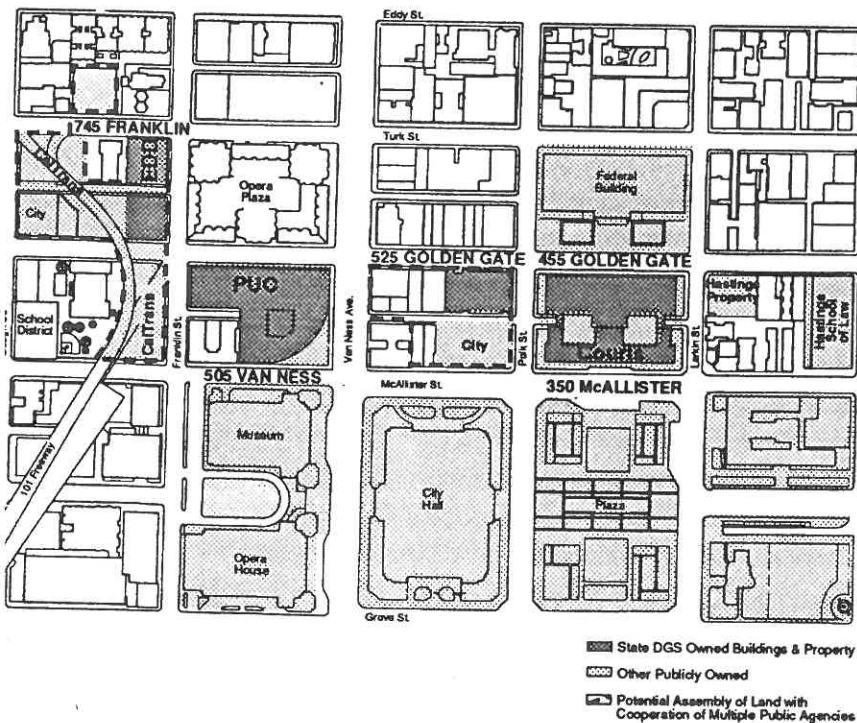 Eddy St.
745 FRANKLIN
Turk St.
CalTrans
Opera
Plaza
Federal
Building
City
525 GOLDEN GATE
455 GOLDEN GATE
PUC
Hastings
Property
School
District
CalTrans
Franklin St.
Van Ness Ave.
City
Polk St.
Courts
Larkin St.
Hastings
School
of Law
505 VAN NESS
McAllister St.
350 McALLISTER
101 Freeway
Museum
City
Hall
Plaza
Opera
House
Grove St.
State DGS Owned Buildings & Property
Other Publicly Owned
Potential Assembly of Land with
Cooperation of Multiple Public Agencies